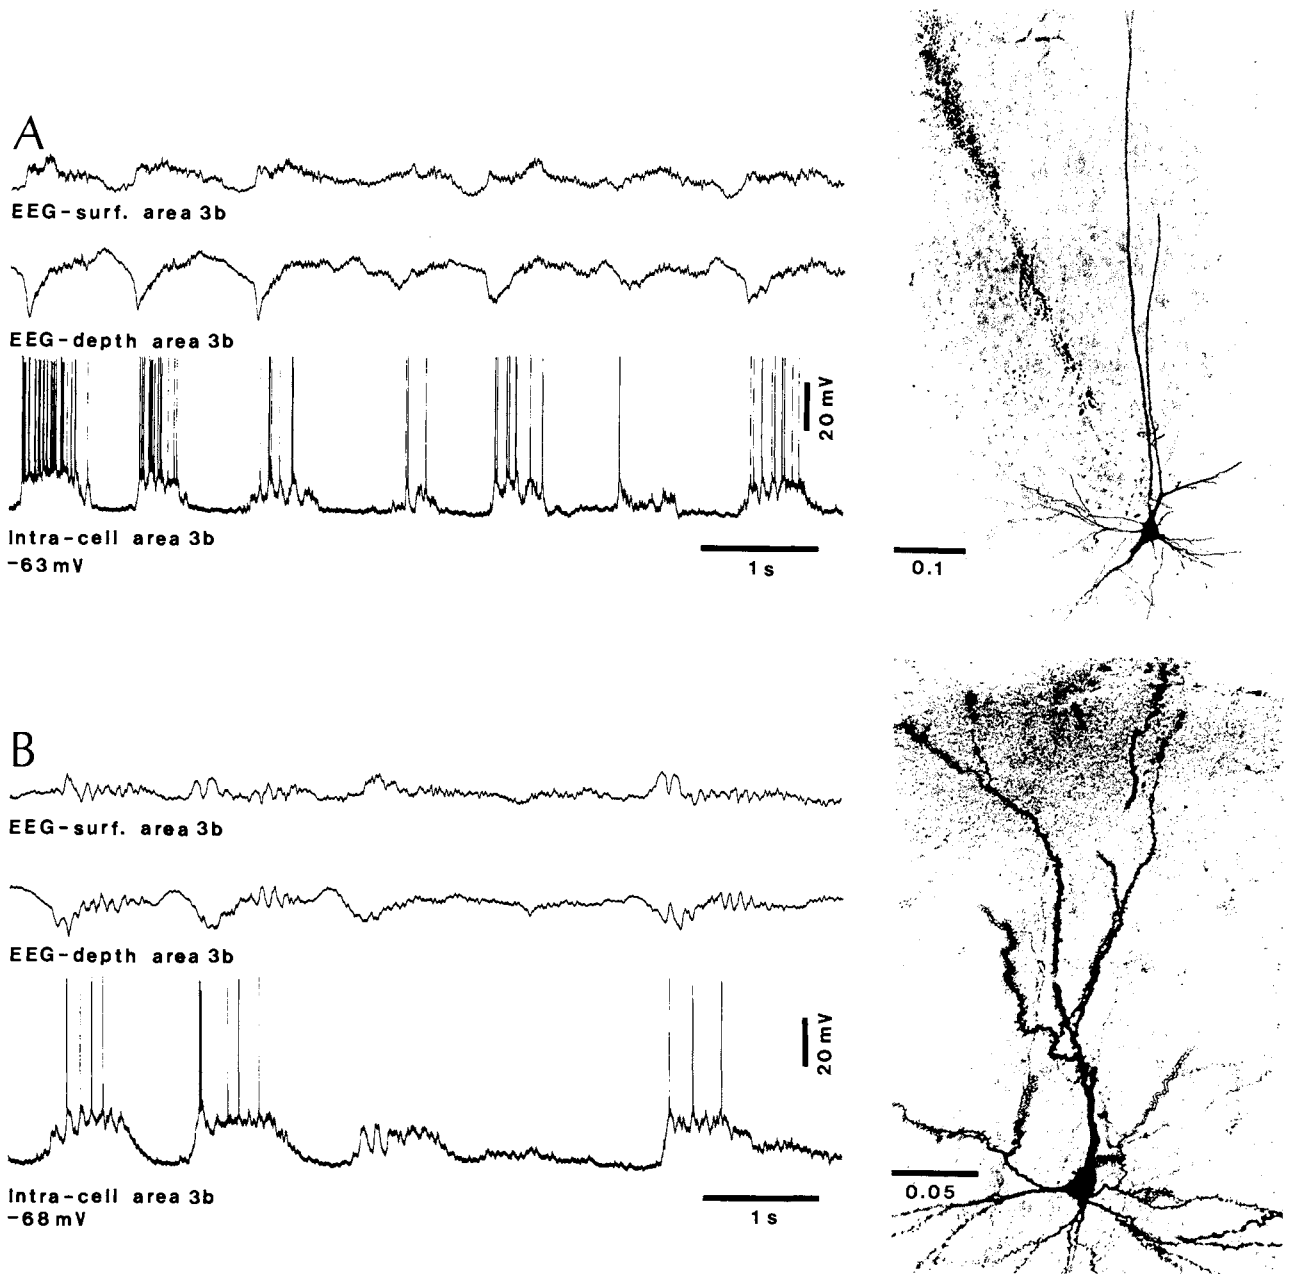 A
EEG-surf. area 3b
EEG-depth area 3b
20 mV
Intra-cell area 3b
-63 mV
1 s
0.1
B
EEG-surf. area 3b
EEG-depth area 3b
20 mV
Intra-cell area 3b
-68 mV
1 s
0.05